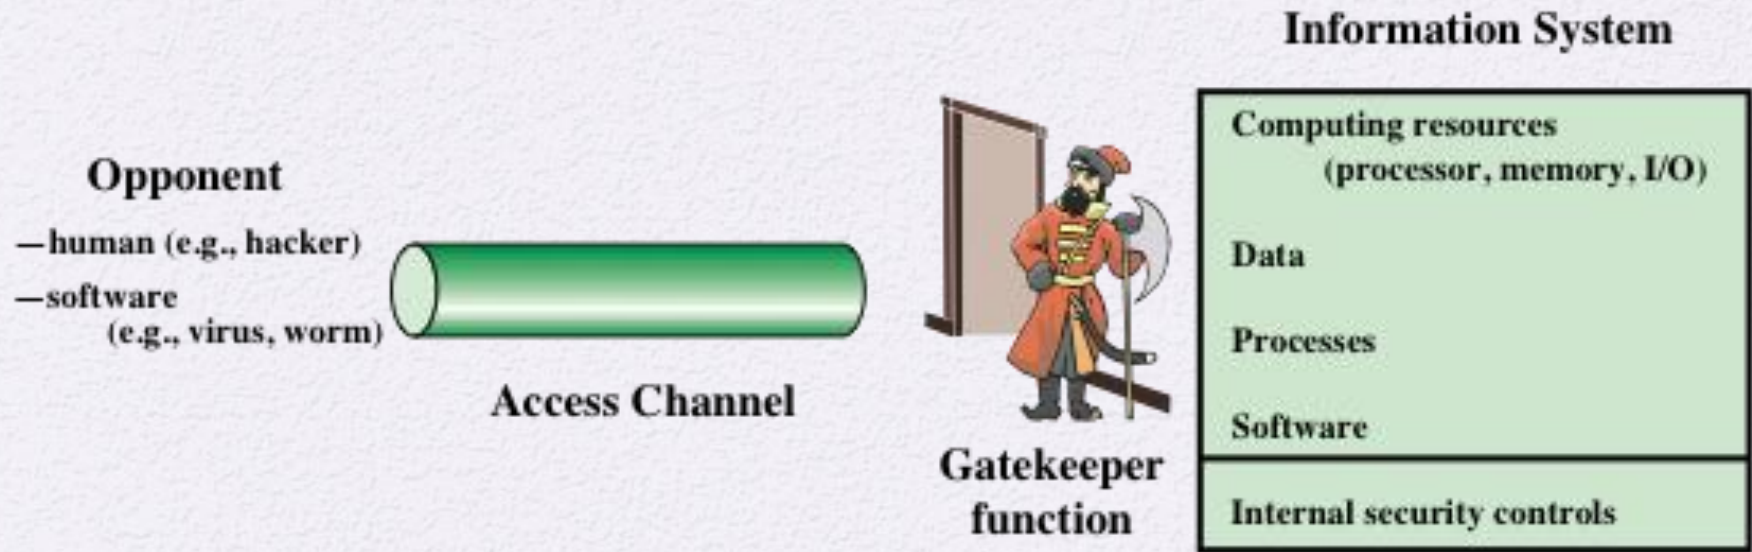 Information System
Opponent
—human (e.g., hacker)
—software
(e.g., virus, worm)
Access Channel
Gatekeeper
function
Computing resources
(processor, memory, I/O)
Data
Processes
Software
Internal security controls